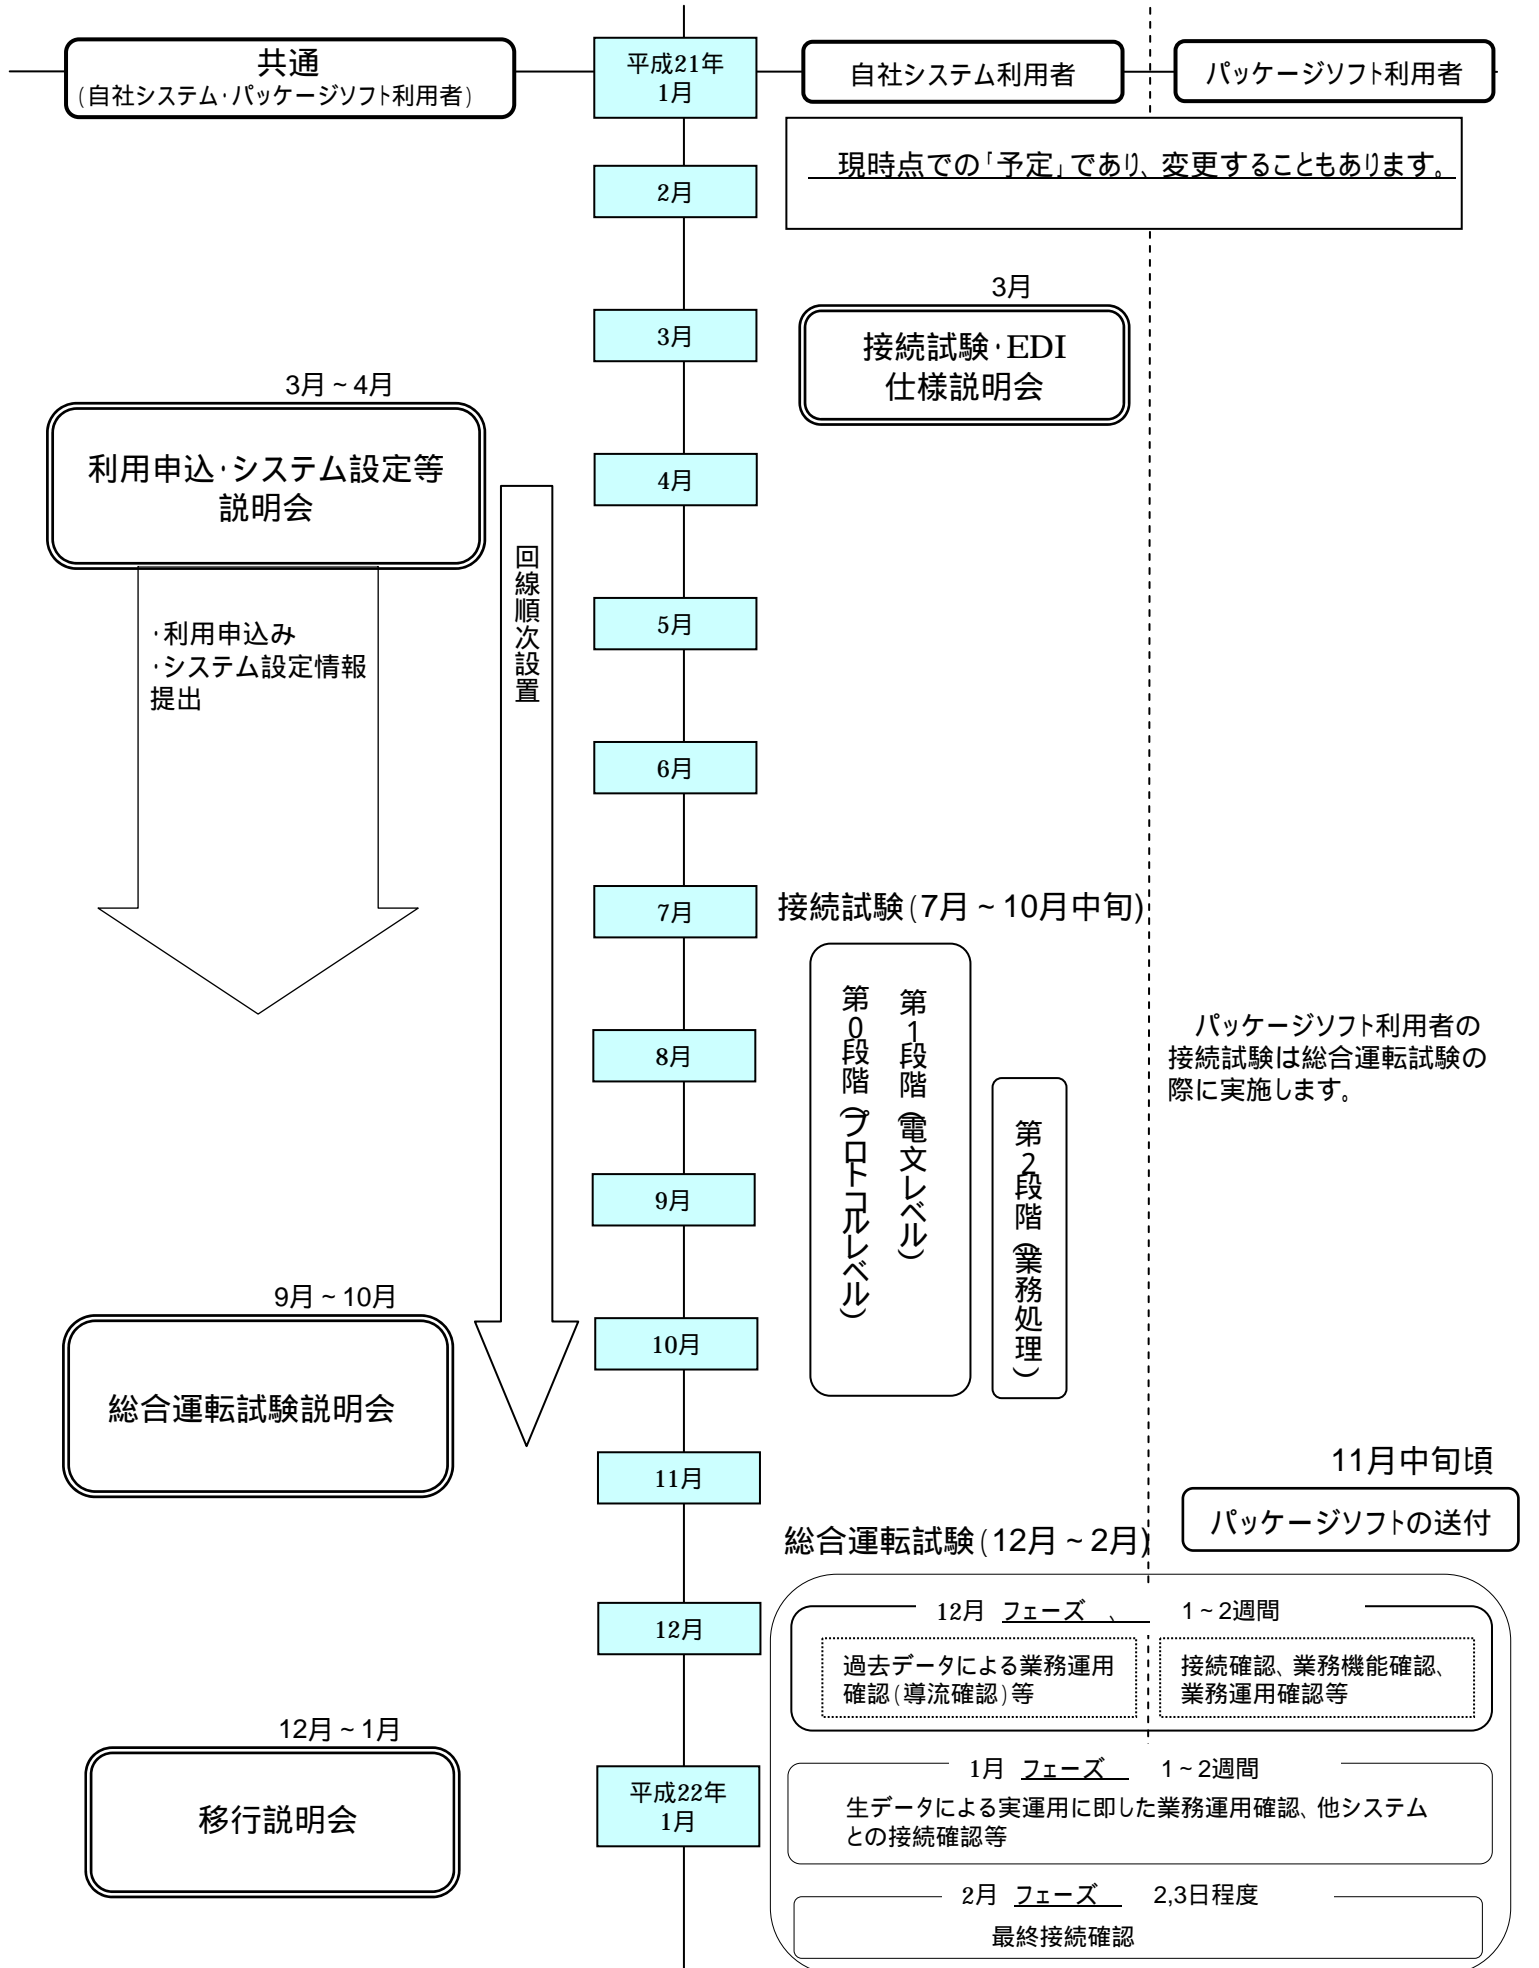 共通
(自社システム・パッケージソフト利用者)
平成21年
1月
自社システム利用者
パッケージソフト利用者
現時点での「予定」であり、変更することもあります。
2月
3月
3月
接続試験・EDI
仕様説明会
3月~4月
利用申込・システム設定等
説明会
4月
回線順次設置
・利用申込み
・システム設定情報
提出
5月
6月
7月
接続試験(7月~10月中旬)
第0段階(プロトコルレベル)
第1段階(電文レベル)
第2段階(業務処理)
8月
パッケージソフト利用者の
接続試験は総合運転試験の
際に実施します。
9月
9月~10月
総合運転試験説明会
10月
11月
11月中旬頃
パッケージソフトの送付
総合運転試験(12月~2月)
12月
12月 フェーズ 、 1~2週間
過去データによる業務運用
確認(導流確認)等
接続確認、業務機能確認、
業務運用確認等
12月~1月
移行説明会
平成22年
1月
1月 フェーズ 1~2週間
生データによる実運用に即した業務運用確認、他システム
との接続確認等
2月 フェーズ 2,3日程度
最終接続確認